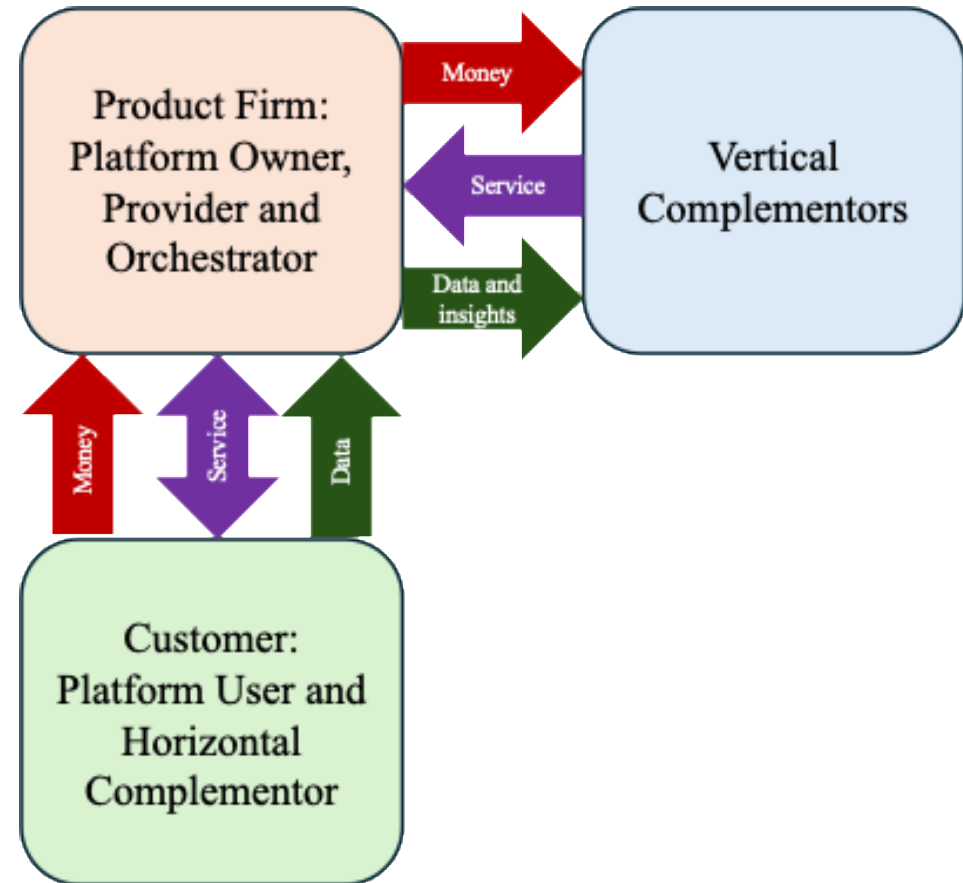 Product Firm:
Platform Owner,
Provider and
Orchestrator
Money
Service
Data and
insights
Vertical
Complementors
Money
Service
Data
Customer:
Platform User and
Horizontal
Complementor